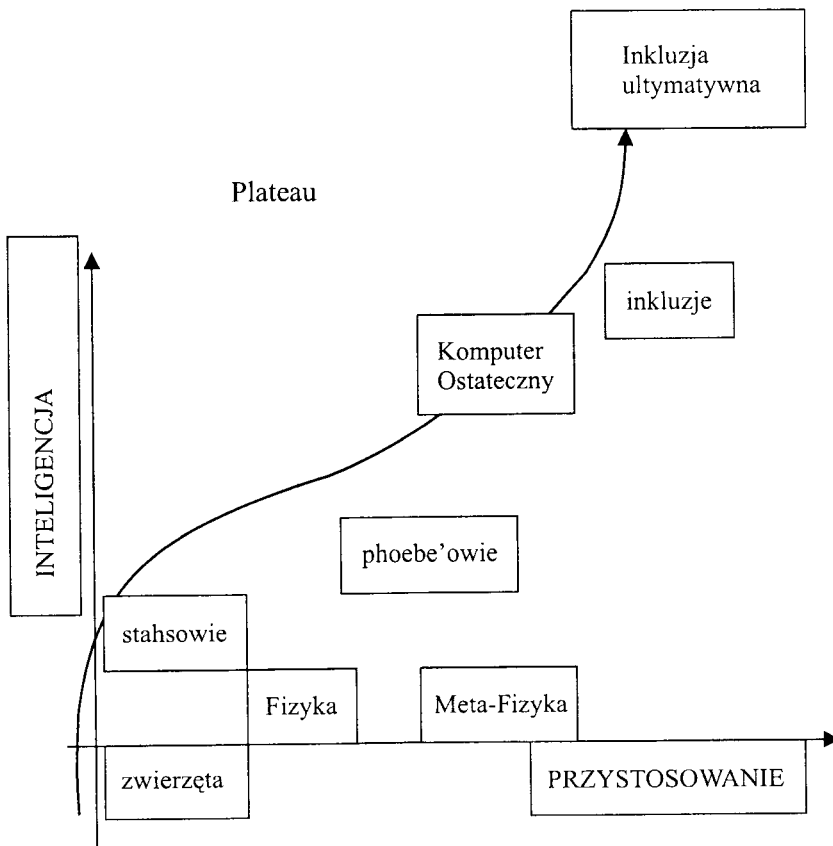 Inkluzja
ultymatywna
Plateau
inkluzje
Komputer
Ostateczny
INTELIGENCJA
phoebe’owie
stahsowie
Fizyka
Meta-Fizyka
zwierzęta
PRZYSTOSOWANIE